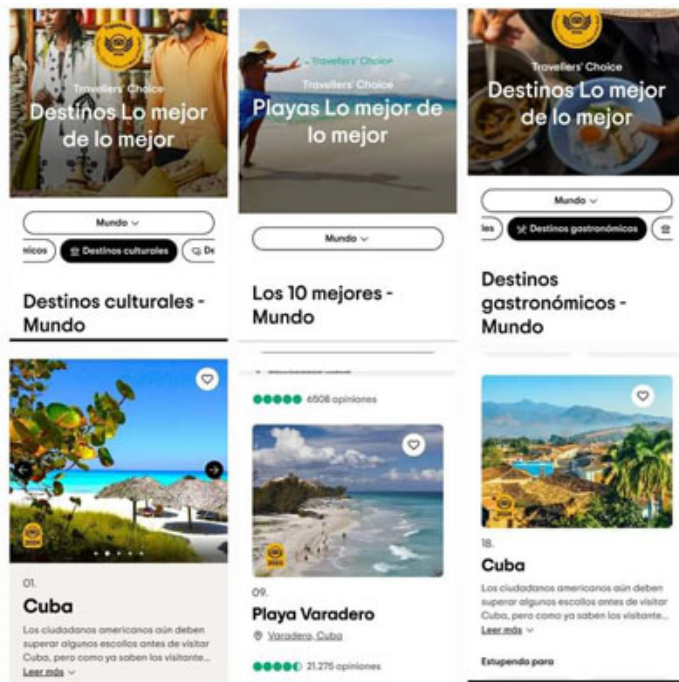 Travellers' Choice
Destinos Lo mejor
de lo mejor
Mundo
nicos
Destinos culturales
De
Destinos culturales -
Mundo
01.
Cuba
Los ciudadanos americanos aún deben
superar algunos escollos antes de visitar
Cuba, pero como ya saben los visitante...
Leer más
Travellers' Choice
Travellers' Choice
Playas Lo mejor de
lo mejor
Mundo
Los 10 mejores -
Mundo
6508 opiniones
09.
Playa Varadero
Varadero, Cuba
21.275 opiniones
Travellers' Choice
Destinos Lo mejor
de lo mejor
Mundo
les
Destinos gastronómicos
Destinos
gastronómicos -
Mundo
18.
Cuba
Los ciudadanos americanos aún deben
superar algunos escollos antes de visitar
Cuba, pero como ya saben los visitante...
Leer más
Estupendo para